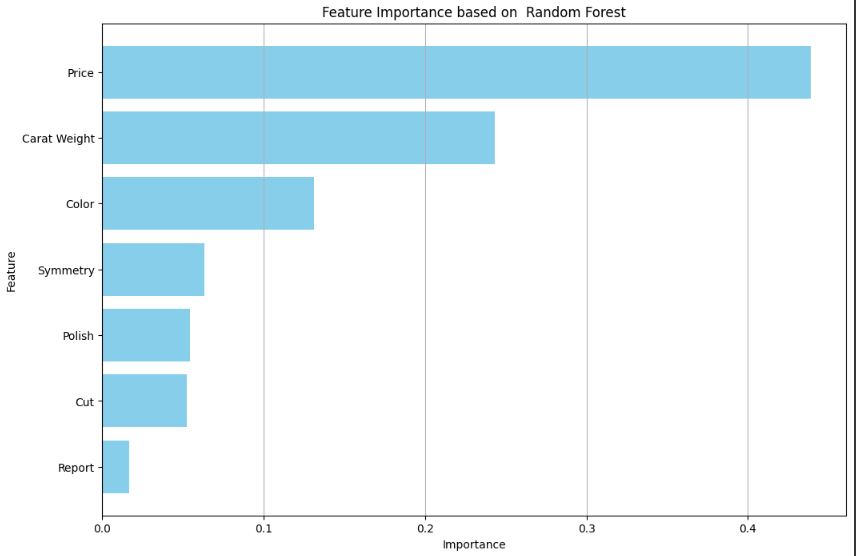 Feature Importance based on  Random Forest
Price
Carat Weight
Color
Symmetry
Polish
Cut
Report
Feature
0.0 0.1 0.2 0.3 0.4
Importance